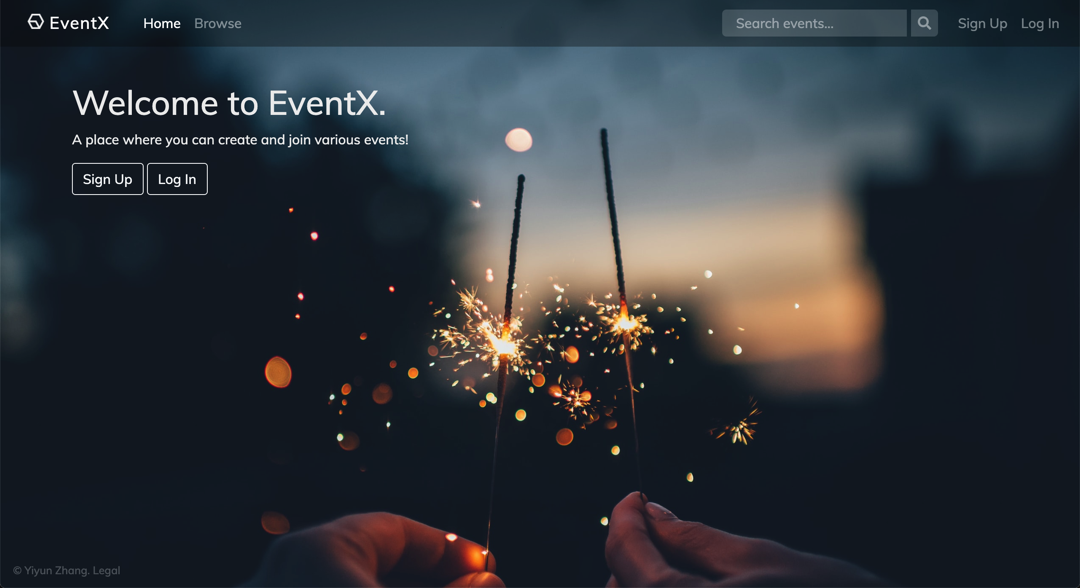 EventX Home Browse Search events... Sign Up Log In
Welcome to EventX.
A place where you can create and join various events!
Sign Up Log In
© Yiyun Zhang. Legal